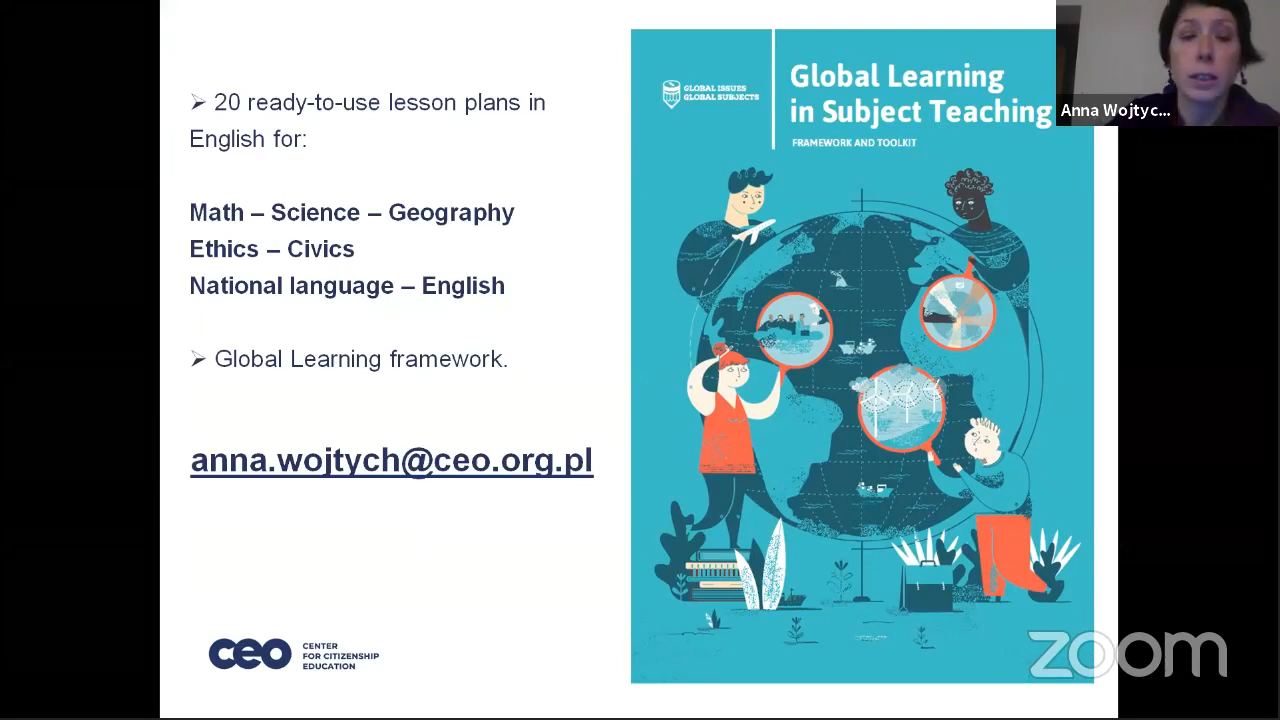 ➢ 20 ready-to-use lesson plans in
English for:
Math – Science – Geography
Ethics – Civics
National language – English
➢ Global Learning framework.
anna.wojtych@ceo.org.pl
ceo CENTER
FOR CITIZENSHIP
EDUCATION
GLOBAL ISSUES
GLOBAL SUBJECTS
Global Learning
in Subject Teaching
FRAMEWORK AND TOOLKIT
Anna Wojtyc...
zoom